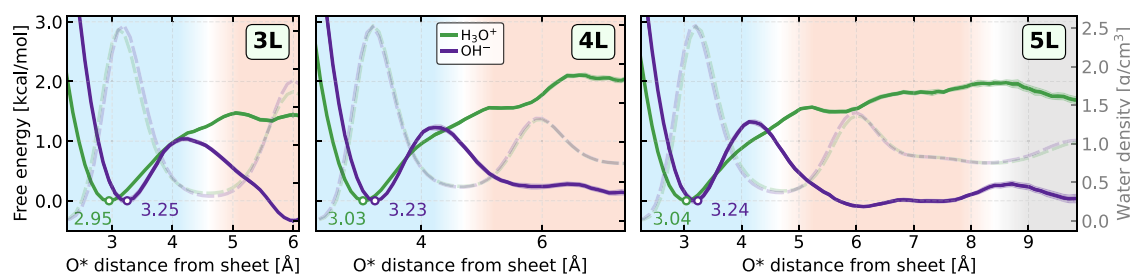 3L
4L
5L
H₃O⁺
OH⁻
Free energy [kcal/mol]
3.0
2.0
1.0
0.0
2.95
3.25
3.03
3.23
3.04
3.24
2.5
2.0
1.5
1.0
0.5
0.0
Water density [g/cm³]
3 4 5 6
4 6
3 4 5 6 7 8 9
O* distance from sheet [Å]
O* distance from sheet [Å]
O* distance from sheet [Å]